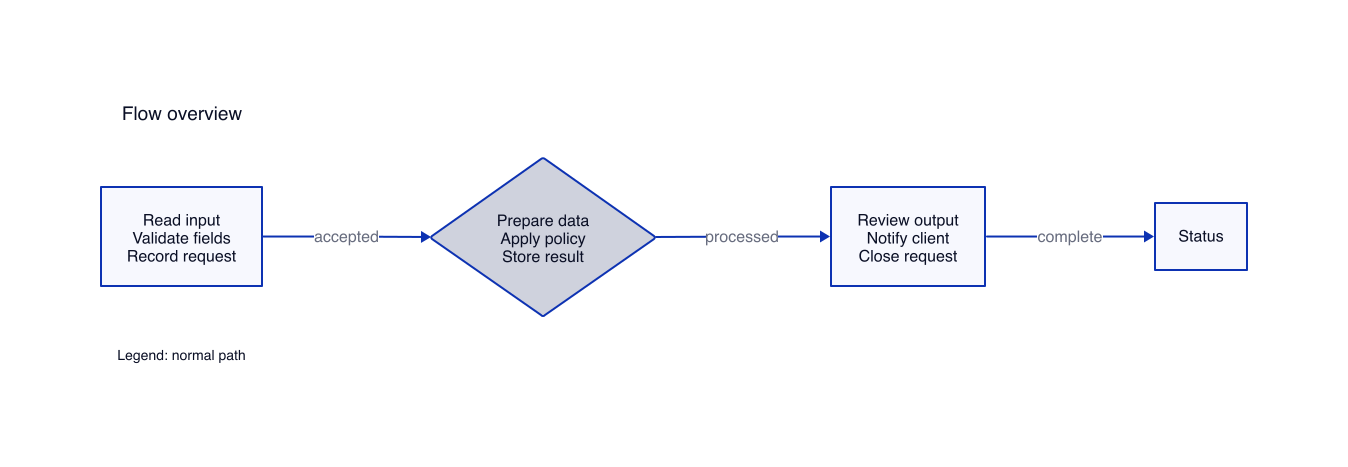 Flow overview
Read input
Validate fields
Record request
accepted
Prepare data
Apply policy
Store result
processed
Review output
Notify client
Close request
complete
Status
Legend: normal path